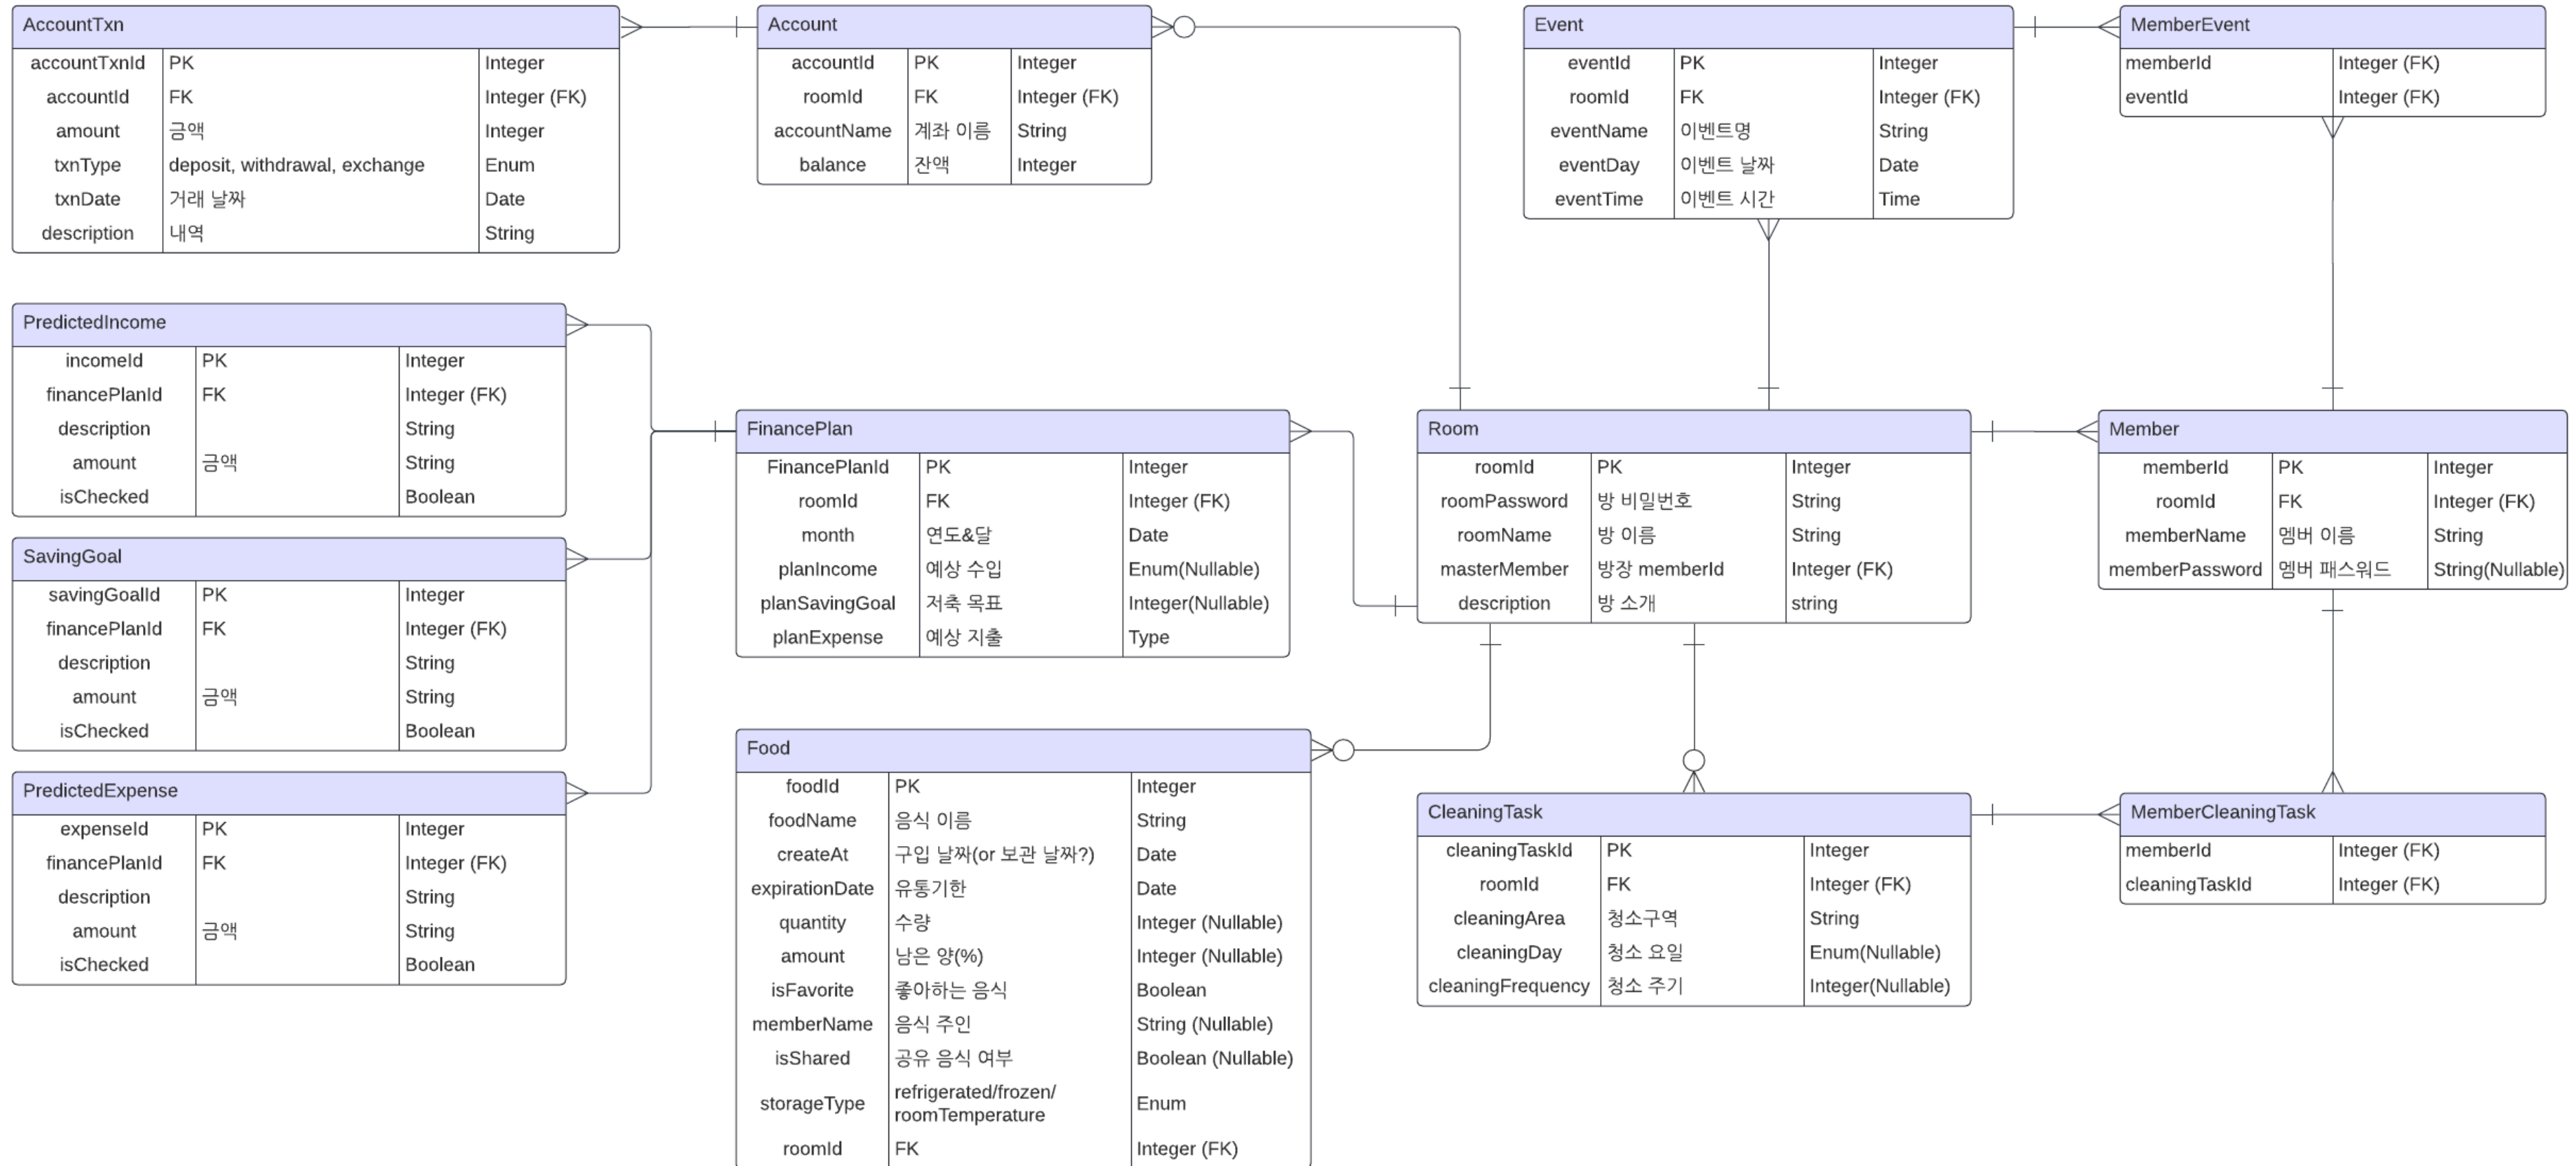 AccountTxn
accountTxnId PK Integer
accountId FK Integer (FK)
amount 금액 Integer
txnType deposit, withdrawal, exchange Enum
txnDate 거래 날짜 Date
description 내역 String
Account
accountId PK Integer
roomId FK Integer (FK)
accountName 계좌 이름 String
balance 잔액 Integer
Event
eventId PK Integer
roomId FK Integer (FK)
eventName 이벤트명 String
eventDay 이벤트 날짜 Date
eventTime 이벤트 시간 Time
MemberEvent
memberId Integer (FK)
eventId Integer (FK)
PredictedIncome
incomeId PK Integer
financePlanId FK Integer (FK)
description String
amount 금액 String
isChecked Boolean
SavingGoal
savingGoalId PK Integer
financePlanId FK Integer (FK)
description String
amount 금액 String
isChecked Boolean
PredictedExpense
expenseId PK Integer
financePlanId FK Integer (FK)
description String
amount 금액 String
isChecked Boolean
FinancePlan
FinancePlanId PK Integer
roomId FK Integer (FK)
month 연도&달 Date
planIncome 예상 수입 Enum(Nullable)
planSavingGoal 저축 목표 Integer(Nullable)
planExpense 예상 지출 Type
Room
roomId PK Integer
roomPassword 방 비밀번호 String
roomName 방 이름 String
masterMember 방장 memberId Integer (FK)
description 방 소개 string
Member
memberId PK Integer
roomId FK Integer (FK)
memberName 멤버 이름 String
memberPassword 멤버 패스워드 String(Nullable)
Food
foodId PK Integer
foodName 음식 이름 String
createAt 구입 날짜(or 보관 날짜?) Date
expirationDate 유통기한 Date
quantity 수량 Integer (Nullable)
amount 남은 양(%) Integer (Nullable)
isFavorite 좋아하는 음식 Boolean
memberName 음식 주인 String (Nullable)
isShared 공유 음식 여부 Boolean (Nullable)
storageType refrigerated/frozen/
roomTemperature Enum
roomId FK Integer (FK)
CleaningTask
cleaningTaskId PK Integer
roomId FK Integer (FK)
cleaningArea 청소구역 String
cleaningDay 청소 요일 Enum(Nullable)
cleaningFrequency 청소 주기 Integer(Nullable)
MemberCleaningTask
memberId Integer (FK)
cleaningTaskId Integer (FK)